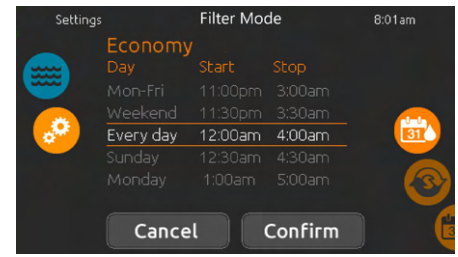 Settings Filter Mode 8:01am
Economy
Day Start Stop
Mon-Fri 11:00pm 3:00am
Weekend 11:30pm 3:30am
Every day 12:00am 4:00am
31
Sunday 12:30am 4:30am
Monday 1:00am 5:00am
S
Cancel Confirm